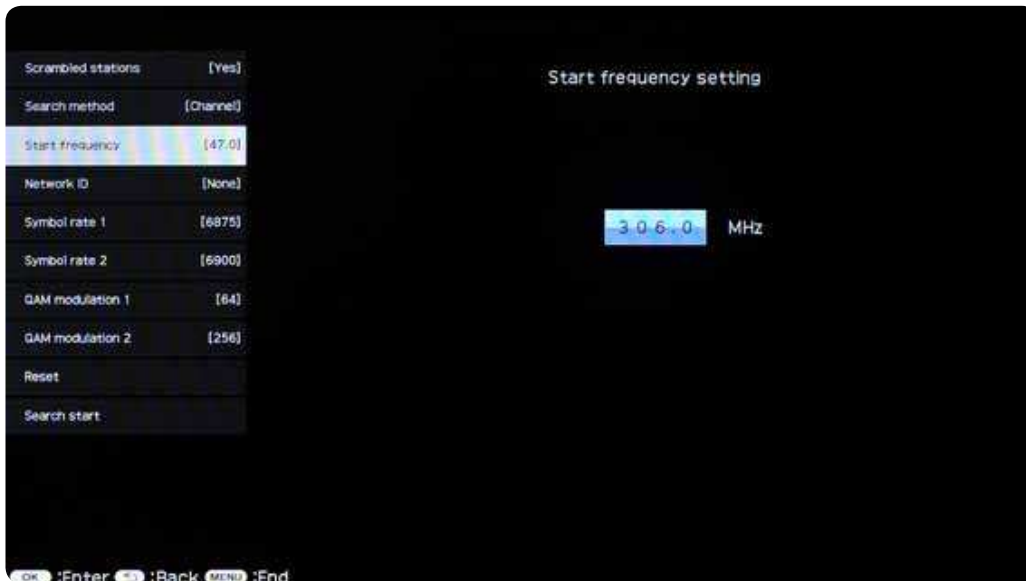 Scrambled stations [Yes]
Search method [Channel]
Start frequency [47.0]
Network ID [None]
Symbol rate 1 [6875]
Symbol rate 2 [6900]
QAM modulation 1 [64]
QAM modulation 2 [256]
Reset
Search start
Start frequency setting
306.0 MHz
OK :Enter :Back MENU :End